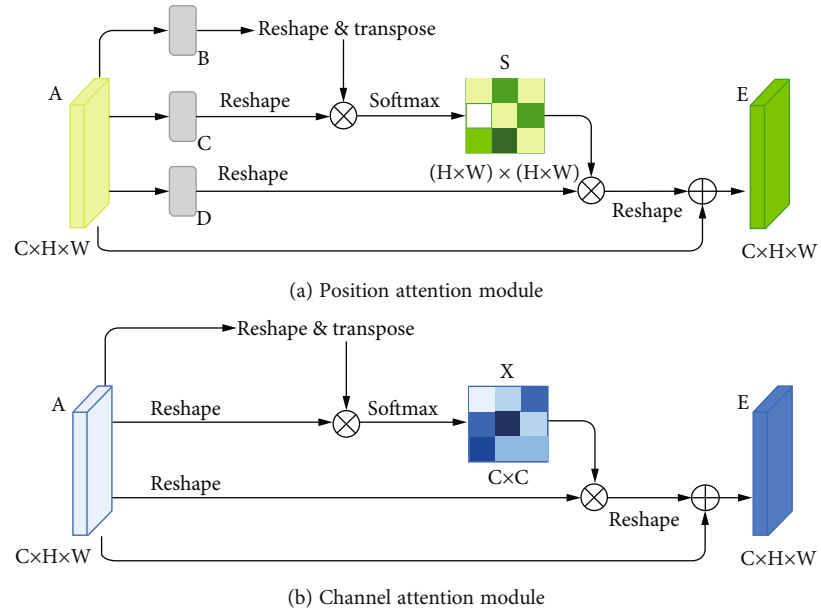 B
Reshape & transpose
A
S
E
C
Reshape
Softmax
D
Reshape
(H×W) × (H×W)
Reshape
C×H×W
C×H×W
(a) Position attention module
Reshape & transpose
A
X
E
Reshape
Softmax
C×C
Reshape
Reshape
C×H×W
C×H×W
(b) Channel attention module